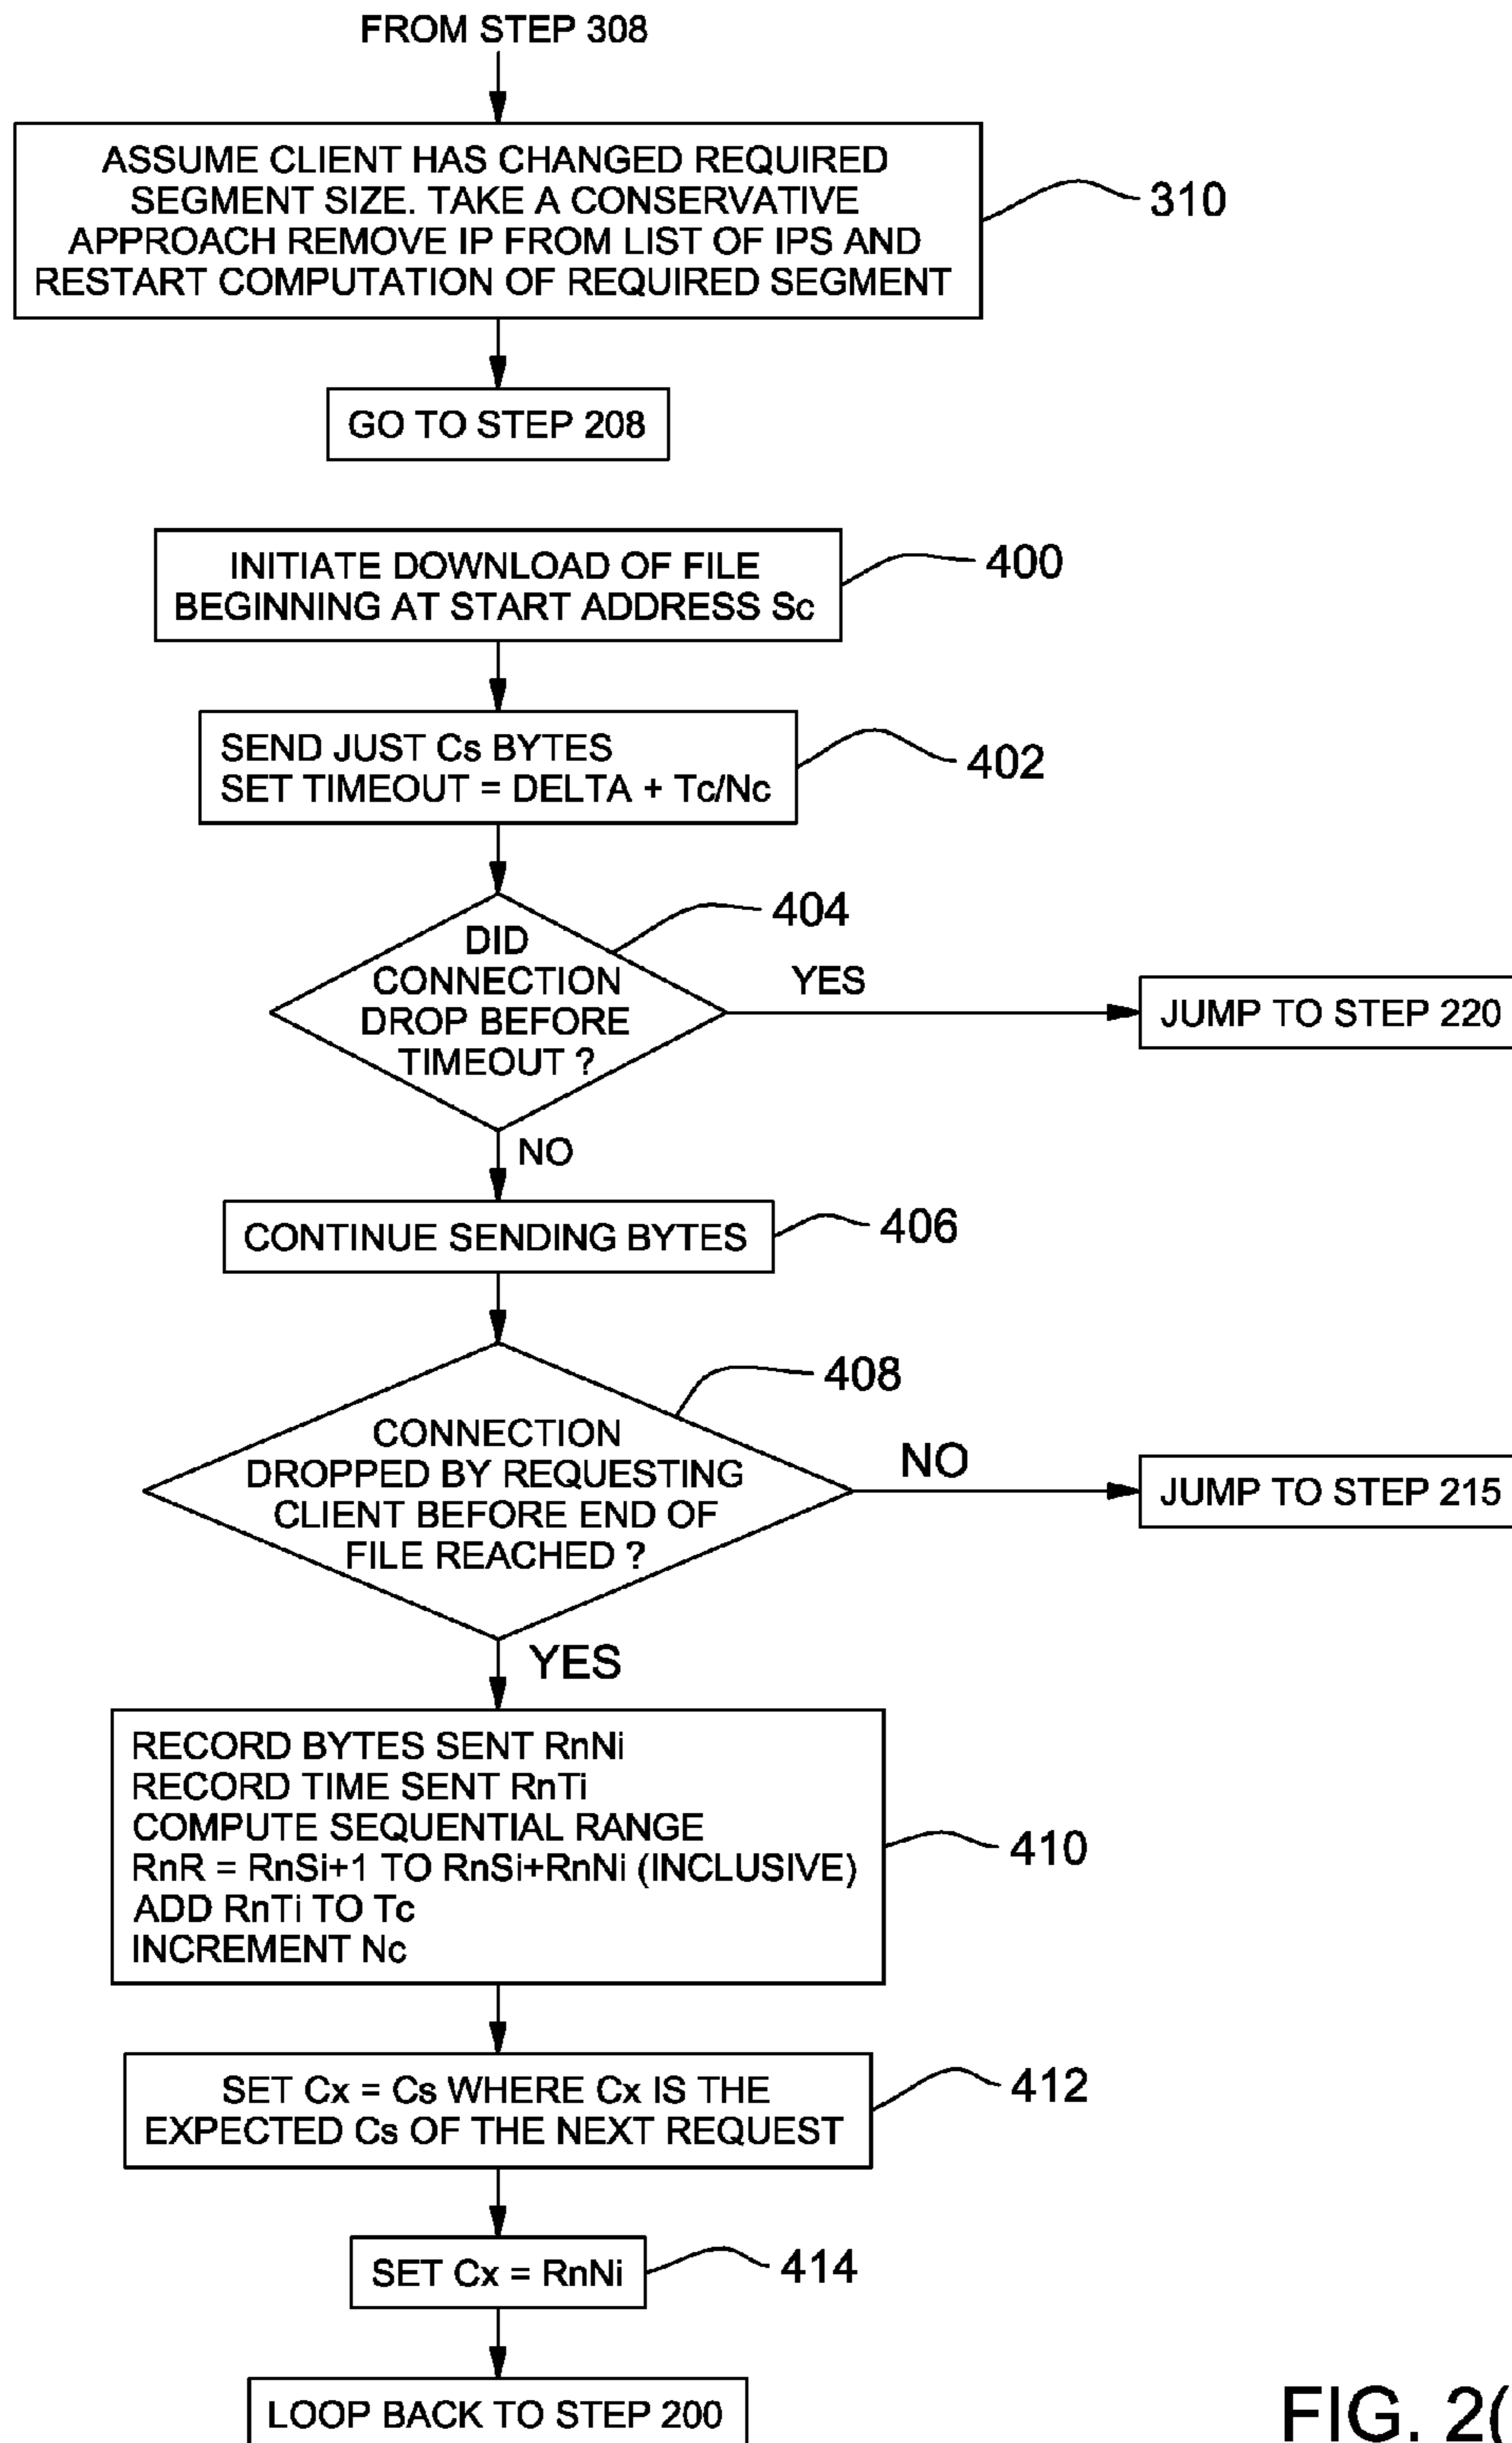 FROM STEP 308
ASSUME CLIENT HAS CHANGED REQUIRED
SEGMENT SIZE. TAKE A CONSERVATIVE
APPROACH REMOVE IP FROM LIST OF IPS AND
RESTART COMPUTATION OF REQUIRED SEGMENT
310
GO TO STEP 208
INITIATE DOWNLOAD OF FILE
BEGINNING AT START ADDRESS Sc
400
SEND JUST Cs BYTES
SET TIMEOUT = DELTA + Tc/Nc
402
DID
CONNECTION
DROP BEFORE
TIMEOUT ?
404
YES
JUMP TO STEP 220
NO
CONTINUE SENDING BYTES
406
CONNECTION
DROPPED BY REQUESTING
CLIENT BEFORE END OF
FILE REACHED ?
408
NO
JUMP TO STEP 215
YES
RECORD BYTES SENT RnNi
RECORD TIME SENT RnTi
COMPUTE SEQUENTIAL RANGE
RnR = RnSi+1 TO RnSi+RnNi (INCLUSIVE)
ADD RnTi TO Tc
INCREMENT Nc
410
SET Cx = Cs WHERE Cx IS THE
EXPECTED Cs OF THE NEXT REQUEST
412
SET Cx = RnNi
414
LOOP BACK TO STEP 200
FIG. 2(